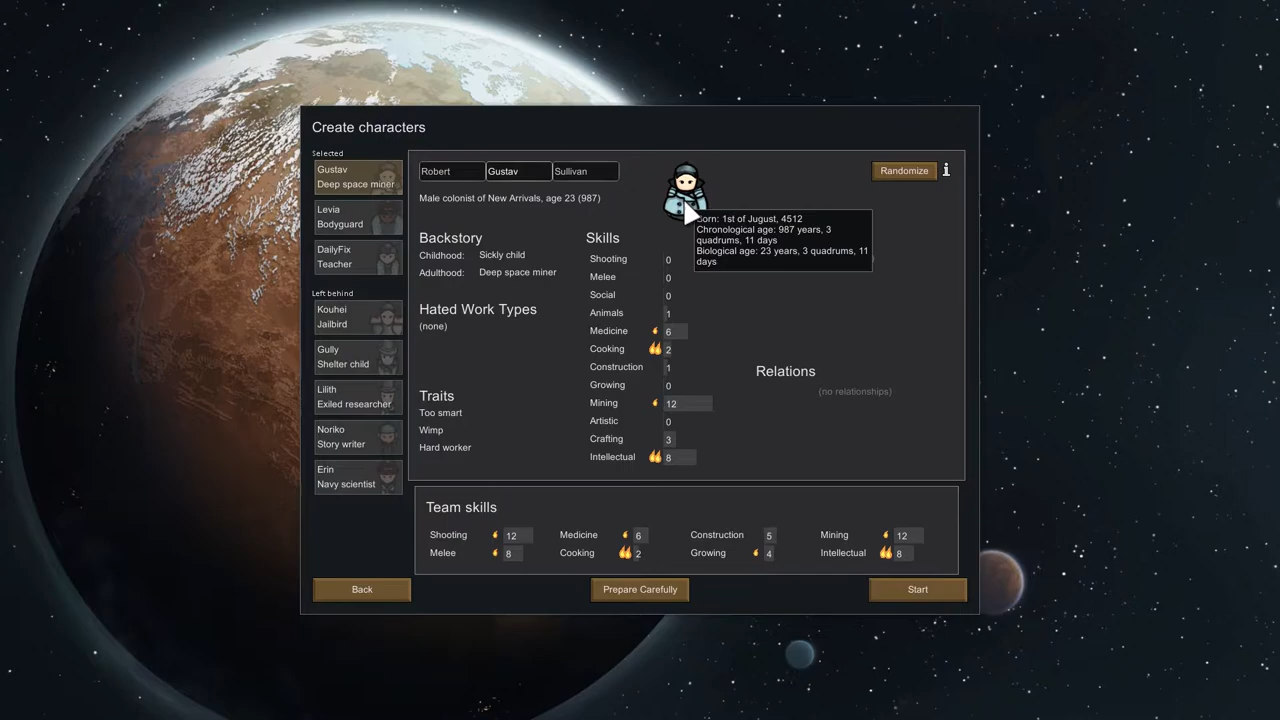 Create characters
Selected
Gustav
Deep space miner
Levia
Bodyguard
DailyFix
Teacher
Left behind
Kouhei
Jailbird
Gully
Shelter child
Lilith
Exiled researcher
Noriko
Story writer
Erin
Navy scientist
Robert Gustav Sullivan
Randomize
Male colonist of New Arrivals, age 23 (987)
Born: 1st of Jugust, 4512
Chronological age: 987 years, 3
quadrums, 11 days
Biological age: 23 years, 3 quadrums, 11
days
Backstory
Childhood: Sickly child
Adulthood: Deep space miner
Hated Work Types
(none)
Traits
Too smart
Wimp
Hard worker
Skills
Shooting 0
Melee 0
Social 0
Animals 1
Medicine 6
Cooking 2
Construction 1
Growing 0
Mining 12
Artistic 0
Crafting 3
Intellectual 8
Relations
(no relationships)
Team skills
Shooting 12 Medicine 6 Construction 5 Mining 12
Melee 8 Cooking 2 Growing 4 Intellectual 8
Back Prepare Carefully Start